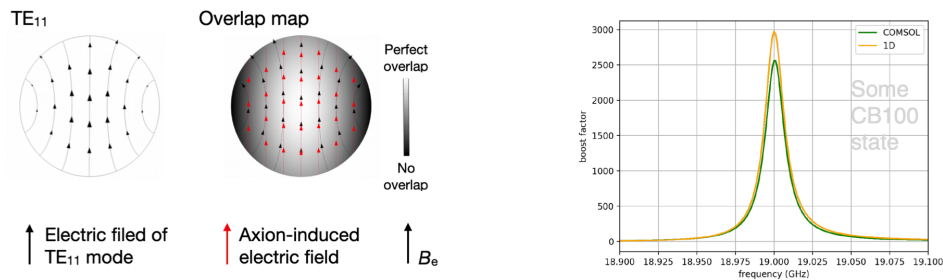 TE11
Overlap map
Perfect
overlap
No
overlap
Electric filed of
TE11 mode
Axion-induced
electric field
Be
COMSOL
1D
Some
CB100
state
boost factor
3000
2500
2000
1500
1000
500
0
18.900 18.925 18.950 18.975 19.000 19.025 19.050 19.075 19.100
frequency (GHz)